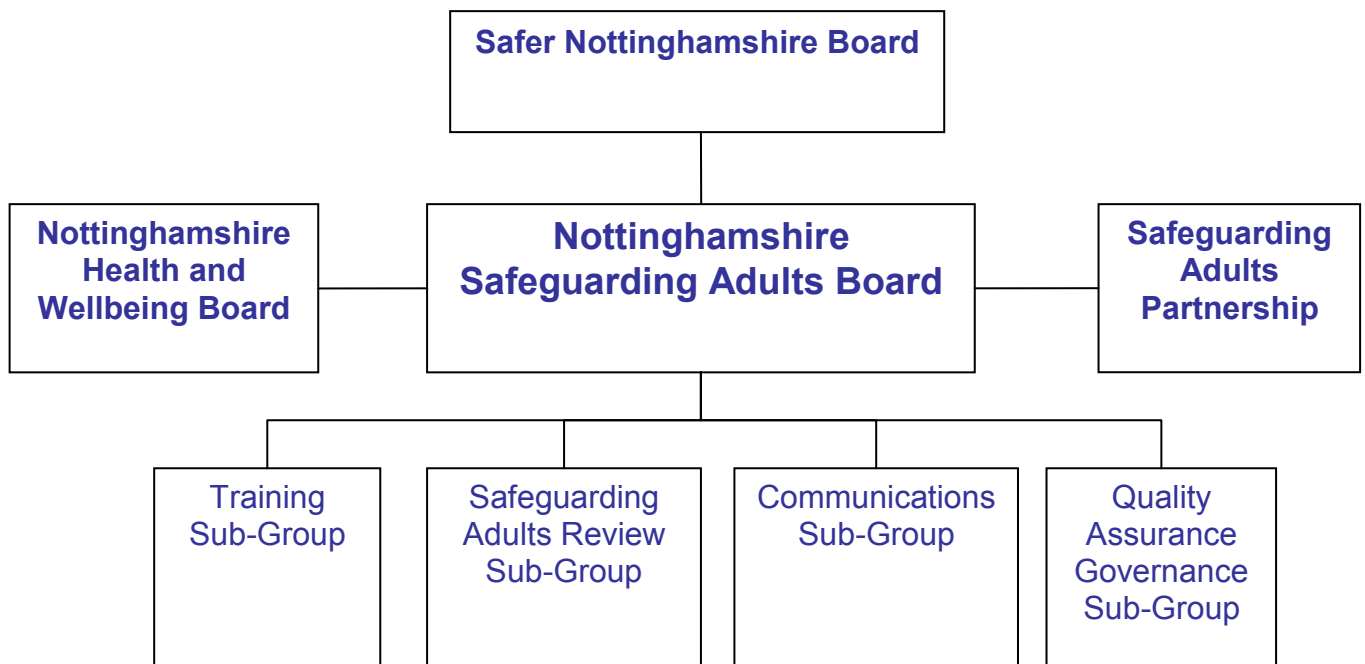 Safer Nottinghamshire Board
Nottinghamshire
Health and
Wellbeing Board
Nottinghamshire
Safeguarding Adults Board
Safeguarding
Adults
Partnership
Training
Sub-Group
Safeguarding
Adults Review
Sub-Group
Communications
Sub-Group
Quality
Assurance
Governance
Sub-Group